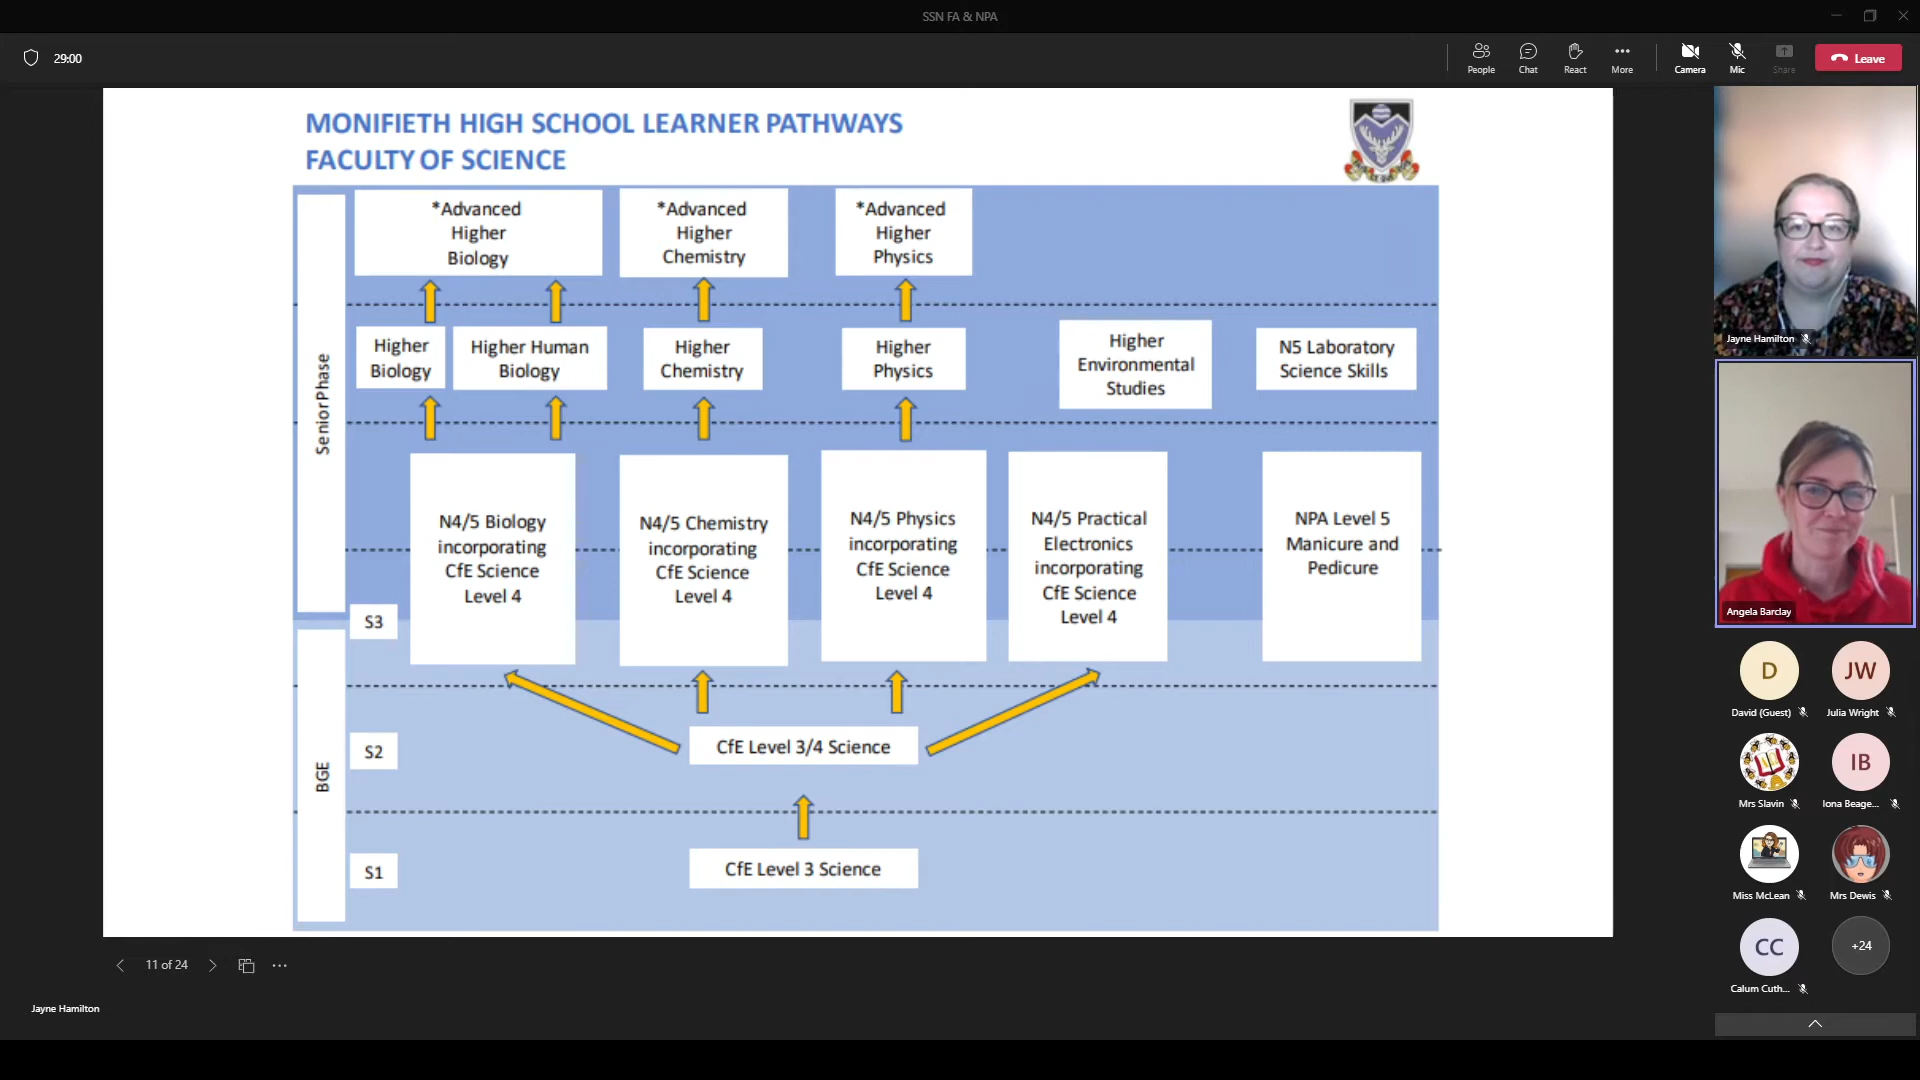 SSN FA & NPA
29:00
People
Chat
React
More
Camera
Mic
Share
Leave
MONIFIETH HIGH SCHOOL LEARNER PATHWAYS
FACULTY OF SCIENCE
Senior Phase
*Advanced
Higher
Biology
*Advanced
Higher
Chemistry
*Advanced
Higher
Physics
Higher
Biology
Higher Human
Biology
Higher
Chemistry
Higher
Physics
Higher
Environmental
Studies
N5 Laboratory
Science Skills
N4/5 Biology
incorporating
CfE Science
Level 4
N4/5 Chemistry
incorporating
CfE Science
Level 4
N4/5 Physics
incorporating
CfE Science
Level 4
N4/5 Practical
Electronics
incorporating
CfE Science
Level 4
NPA Level 5
Manicure and
Pedicure
S3
BGE
S2
CfE Level 3/4 Science
S1
CfE Level 3 Science
11 of 24
Jayne Hamilton
Jayne Hamilton
Angela Barclay
D
David (Guest)
JW
Julia Wright
Mrs Slavin
IB
Iona Beage...
Miss McLean
Mrs Dewis
CC
Calum Cuth...
+24